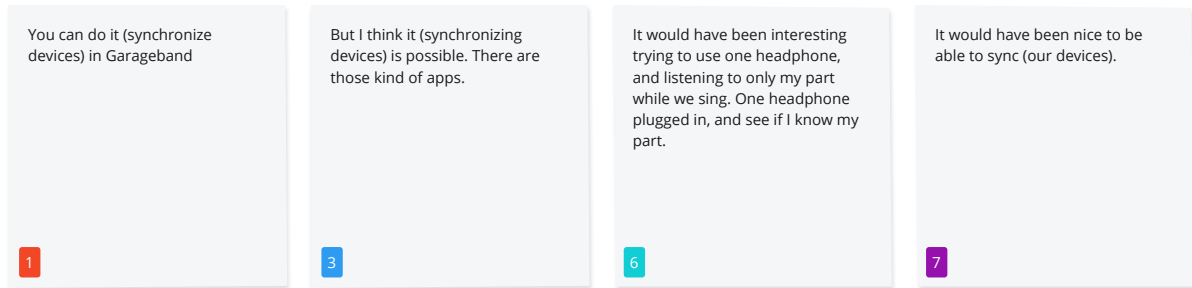 You can do it (synchronize
devices) in Garageband
1
But I think it (synchronizing
devices) is possible. There are
those kind of apps.
3
It would have been interesting
trying to use one headphone,
and listening to only my part
while we sing. One headphone
plugged in, and see if I know my
part.
6
It would have been nice to be
able to sync (our devices).
7